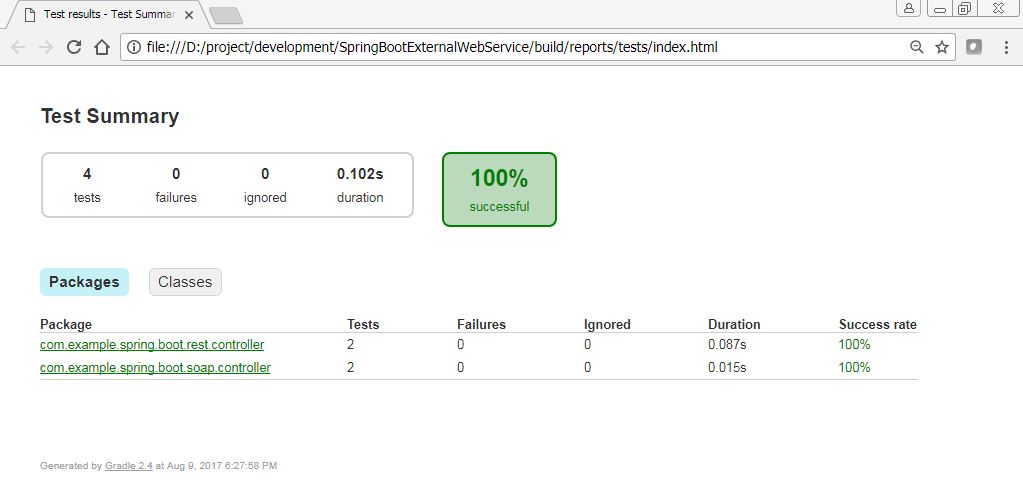 Test results - Test Summar
file:///D:/project/development/SpringBootExternalWebService/build/reports/tests/index.html
Test Summary
4 0 0 0.102s
tests failures ignored duration
100%
successful
Packages Classes
Package Tests Failures Ignored Duration Success rate
com.example.spring.boot.rest.controller 2 0 0 0.087s 100%
com.example.spring.boot.soap.controller 2 0 0 0.015s 100%
Generated by Gradle 2.4 at Aug 9, 2017 6:27:58 PM